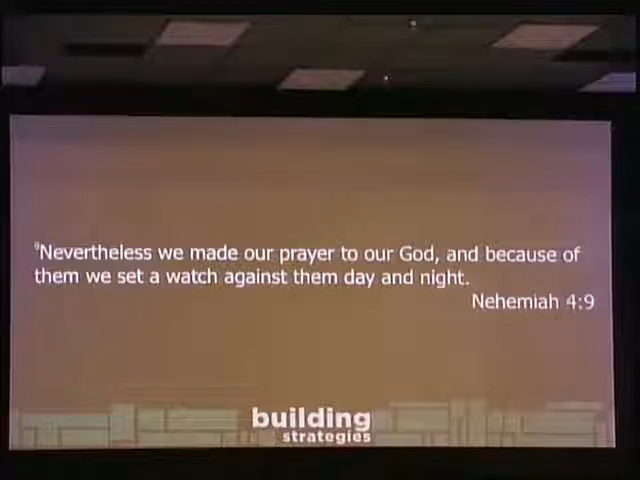 ⁹Nevertheless we made our prayer to our God, and because of
them we set a watch against them day and night.
Nehemiah 4:9
building
strategies